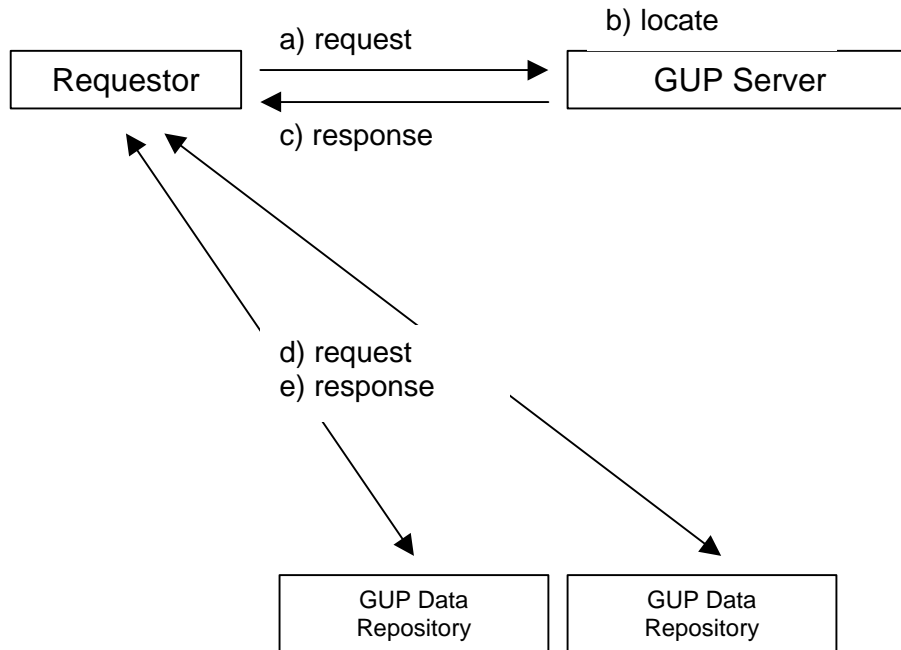 b) locate
a) request
Requestor
GUP Server
c) response
d) request
e) response
GUP Data
Repository
GUP Data
Repository